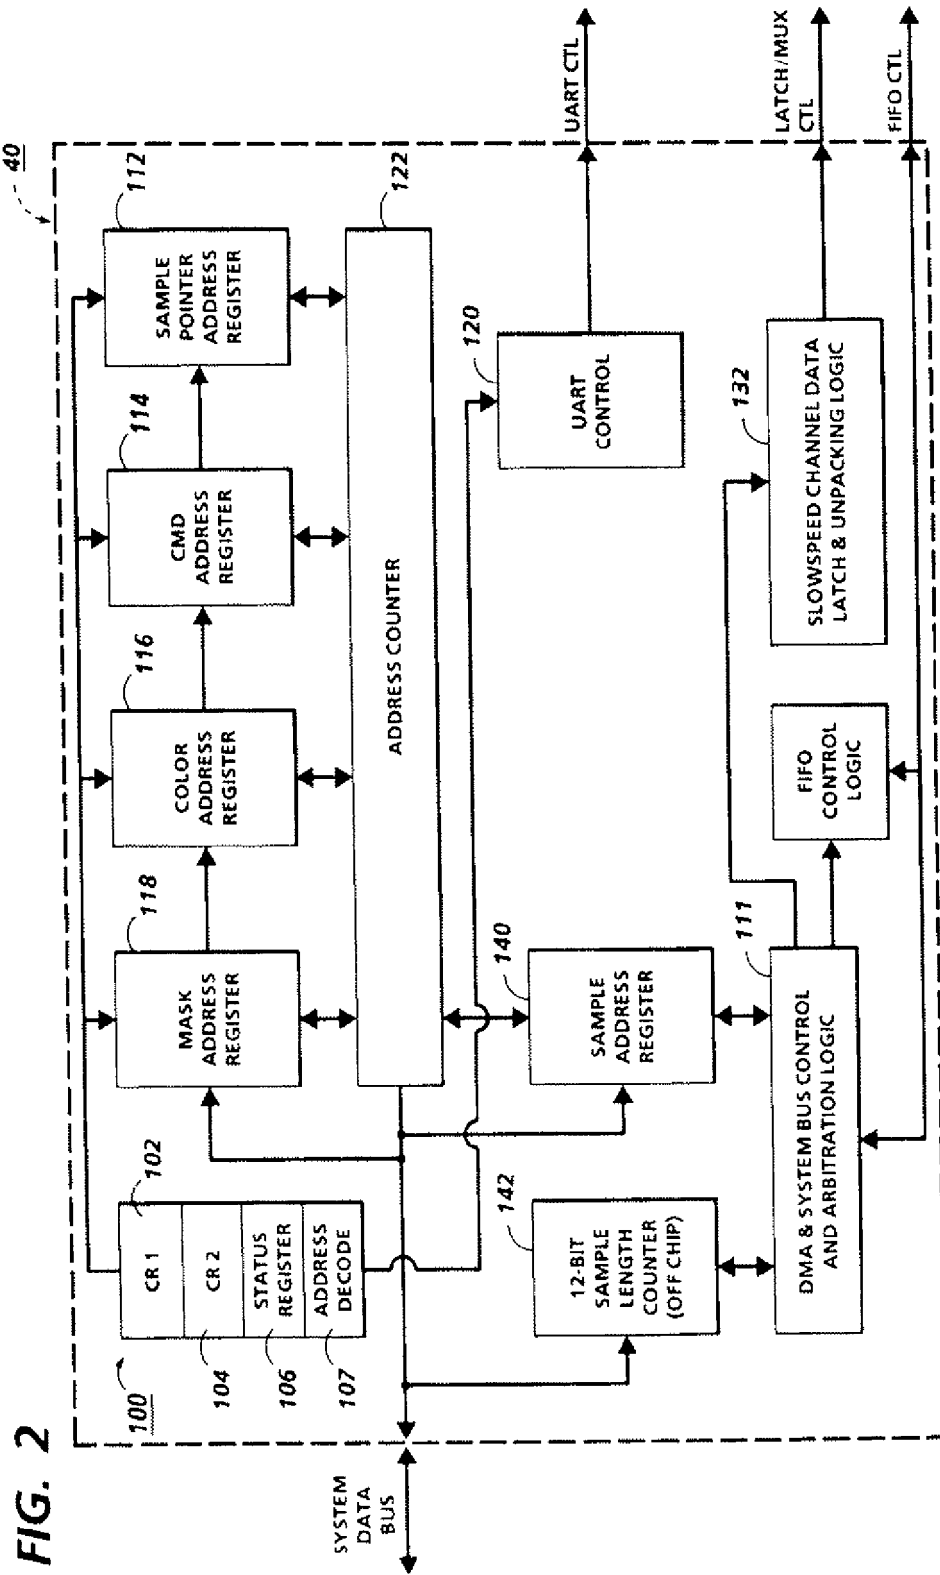 FIG. 2
40
SYSTEM
DATA
BUS
100
CR 1
102
CR 2
104
STATUS
REGISTER
106
ADDRESS
DECODE
107
MASK
ADDRESS
REGISTER
118
COLOR
ADDRESS
REGISTER
116
CMD
ADDRESS
REGISTER
114
SAMPLE
POINTER
ADDRESS
REGISTER
112
ADDRESS COUNTER
122
12-BIT
SAMPLE
LENGTH
COUNTER
(OFF CHIP)
142
SAMPLE
ADDRESS
REGISTER
140
UART
CONTROL
120
UART CTL
DMA & SYSTEM BUS CONTROL
AND ARBITRATION LOGIC
111
FIFO
CONTROL
LOGIC
SLOWSPEED CHANNEL DATA
LATCH & UNPACKING LOGIC
132
LATCH/MUX
CTL
FIFO CTL